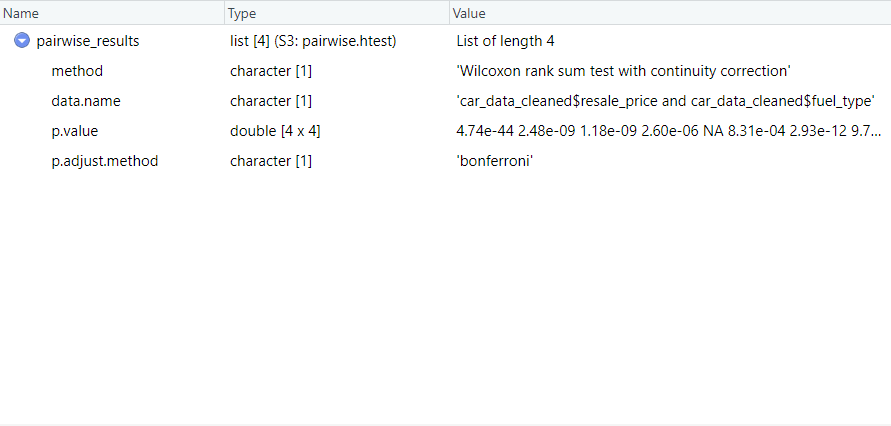 Name Type Value
pairwise_results list [4] (S3: pairwise.htest) List of length 4
method character [1] 'Wilcoxon rank sum test with continuity correction'
data.name character [1] 'car_data_cleaned$resale_price and car_data_cleaned$fuel_type'
p.value double [4 x 4] 4.74e-44 2.48e-09 1.18e-09 2.60e-06 NA 8.31e-04 2.93e-12 9.7...
p.adjust.method character [1] 'bonferroni'